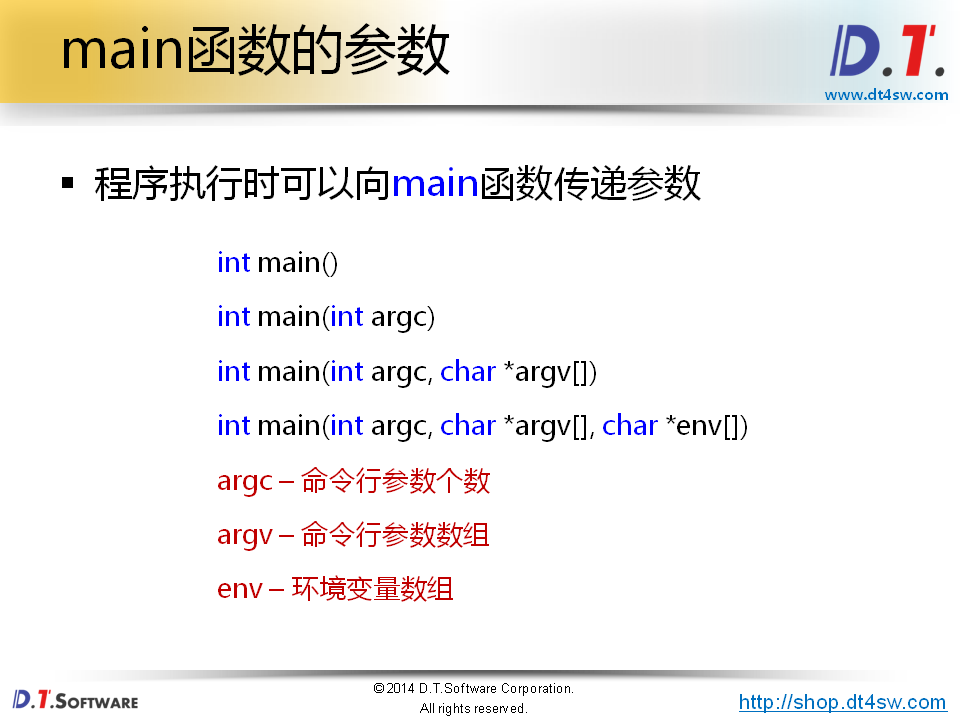 main函数的参数
D.T.
www.dt4sw.com
程序执行时可以向main函数传递参数
int main()
int main(int argc)
int main(int argc, char *argv[])
int main(int argc, char *argv[], char *env[])
argc – 命令行参数个数
argv – 命令行参数数组
env – 环境变量数组
D.T.SOFTWARE
©2014 D.T.Software Corporation.
All rights reserved.
http://shop.dt4sw.com